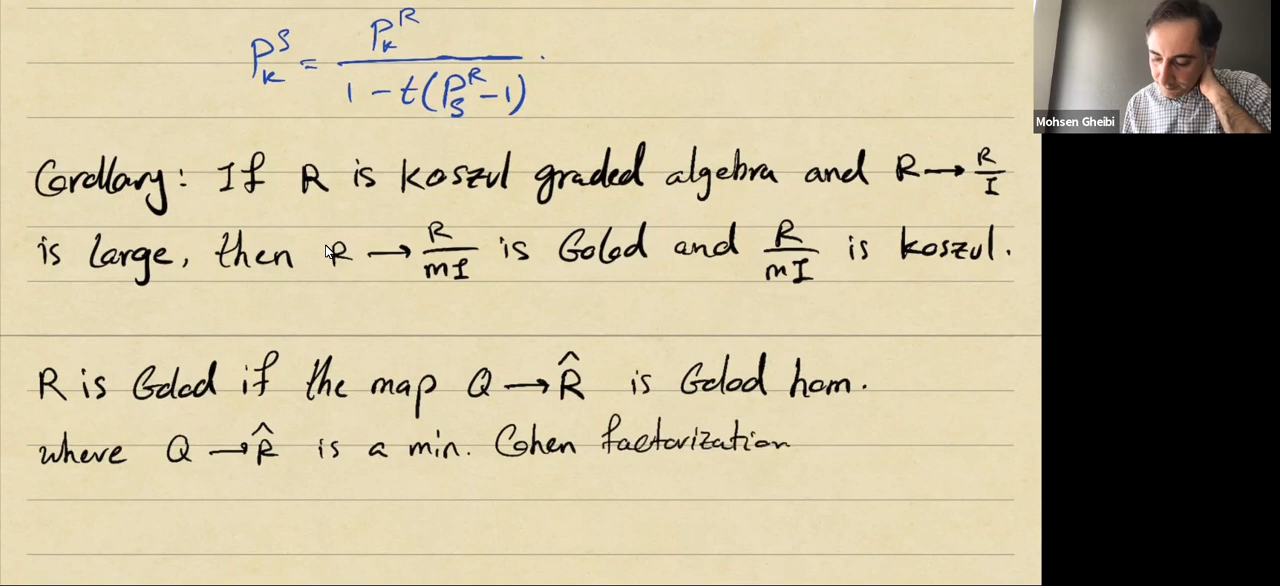 P_k^S = P_k^R / (1 - t(P_S^R - 1)) .
Mohsen Gheibi
Corollary: If R is koszul graded algebra and R → R/I
is large, then R → R/mI is Golod and R/mI is koszul.
R is Golod if the map Q → R̂ is Golod hom.
where Q → R̂ is a min. Cohen factorization